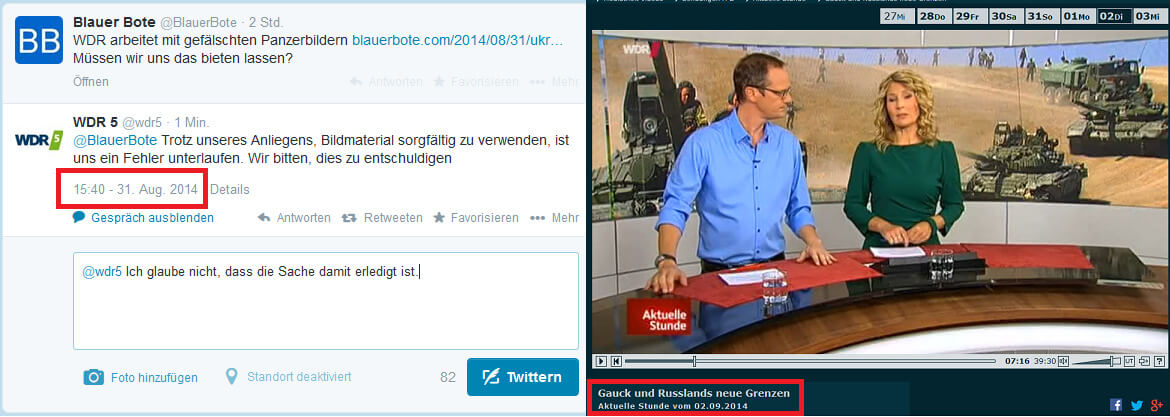 BB
Blauer Bote @BlauerBote · 2 Std.
WDR arbeitet mit gefälschten Panzerbildern blauerbote.com/2014/08/31/ukr…
Müssen wir uns das bieten lassen?
Öffnen
Antworten Favorisieren Mehr
WDR 5
WDR 5 @wdr5 · 1 Min.
@BlauerBote Trotz unseres Anliegens, Bildmaterial sorgfältig zu verwenden, ist
uns ein Fehler unterlaufen. Wir bitten, dies zu entschuldigen
15:40 - 31. Aug. 2014 Details
Gespräch ausblenden
Antworten Retweeten Favorisieren Mehr
@wdr5 Ich glaube nicht, dass die Sache damit erledigt ist.
Foto hinzufügen
Standort deaktiviert
82
Twittern
27Mi 28Do 29Fr 30Sa 31So 01Mo 02Di 03Mi
WDR
Aktuelle
Stunde
07:16 39:30
UT
?
Gauck und Russlands neue Grenzen
Aktuelle Stunde vom 02.09.2014